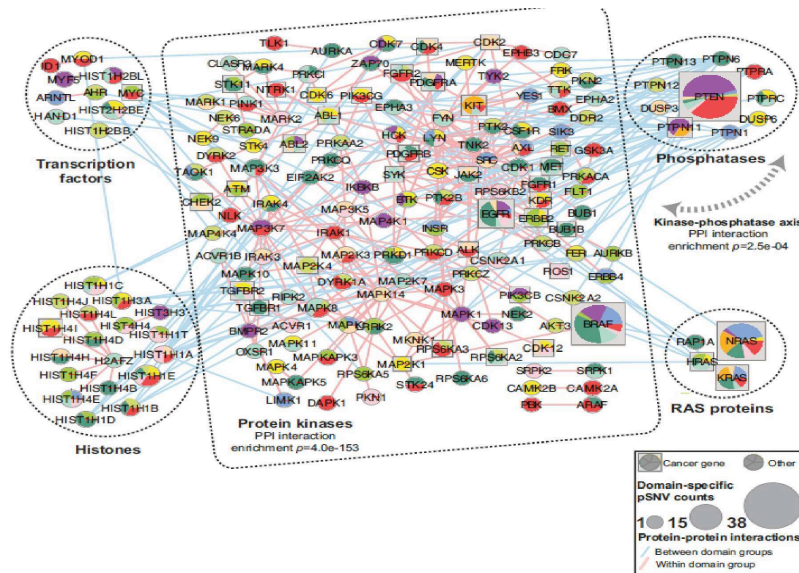 TLK1
AURKA
CDK7
CDK4
CDK2
EPHB3
CDC7
ID1
MYOD1
MYF5
HIST1H2BL
ARNTL
AHR
MYC
HAND1
HIST2H2BE
HIST1H2BB
Transcription
factors
CLASP2
MARK4
PRKCI
ZAP70
FGFR2
MERTK
FRK
STK11
NTRK1
CDK6
PIK3CG
PDGFRA
TYK2
YES1
TTK
PKN2
MARK1
PINK1
MARK2
ABL1
EPHA3
KIT
BMX
EPHA2
NEK6
STRADA
FYN
DDR2
NEK9
STK4
ABL2
PRKAA2
HCK
LYN
PTK2
CSF1R
SIK3
DYRK2
MAP3K3
PRKCQ
PDGFRB
TNK2
AXL
RET
GSK3A
TAOK1
EIF2AK2
SYK
SRC
CDK1
MET
CSK
JAK2
PRKACA
CHEK2
ATM
IRAK4
IKBKB
BTK
PTK2B
RPS6KB2
FGFR1
KDR
FLT1
NLK
MAP3K5
MAP4K1
EGFR
ERBB2
BUB1
MAP4K4
MAP3K7
IRAK1
INSR
BUB1B
ACVR1B
IRAK3
MAP2K3
PRKD1
PRKCD
ALK
PRKCB
FER
AURKB
MAPK10
MAP2K4
CSNK2A1
ROS1
TGFBR2
DYRK1A
MAP2K7
PRKCZ
ERBB4
RIPK2
MAPK14
MAPK3
PIK3CB
CSNK2A2
TGFBR1
MAPK8
MAPK1
NEK2
BMPR2
ACVR1
LRRK2
CDK13
AKT3
BRAF
OXSR1
MAPK11
MKNK1
RPS6KA3
CDK12
MAPK4
MAPKAPK3
MAP2K1
RPS6KA2
MAPKAPK5
RPS6KA5
STK24
RPS6KA6
SRPK2
SRPK1
LIMK1
PKN1
CAMK2B
CAMK2A
DAPK1
PBK
ARAF
Protein kinases
PPI interaction
enrichment p=4.0e-153
PTPN13
PTPN6
PTPRA
PTPN12
PTEN
DUSP3
PTPRC
DUSP6
PTPN11
PTPN1
Phosphatases
Kinase-phosphatase axis
PPI interaction
enrichment p=2.5e-04
HIST1H1C
HIST1H4J
HIST1H3A
HIST1H4L
HIST3H3
HIST1H4I
HIST4H4
HIST1H1T
HIST1H4D
HIST1H4H
H2AFZ
HIST1H1A
HIST1H4F
HIST1H1E
HIST1H4B
HIST1H4E
HIST1H1B
HIST1H1D
Histones
RAP1A
NRAS
HRAS
KRAS
RAS proteins
Cancer gene
Other
Domain-specific
pSNV counts
1 15 38
Protein-protein interactions
Between domain groups
Within domain group